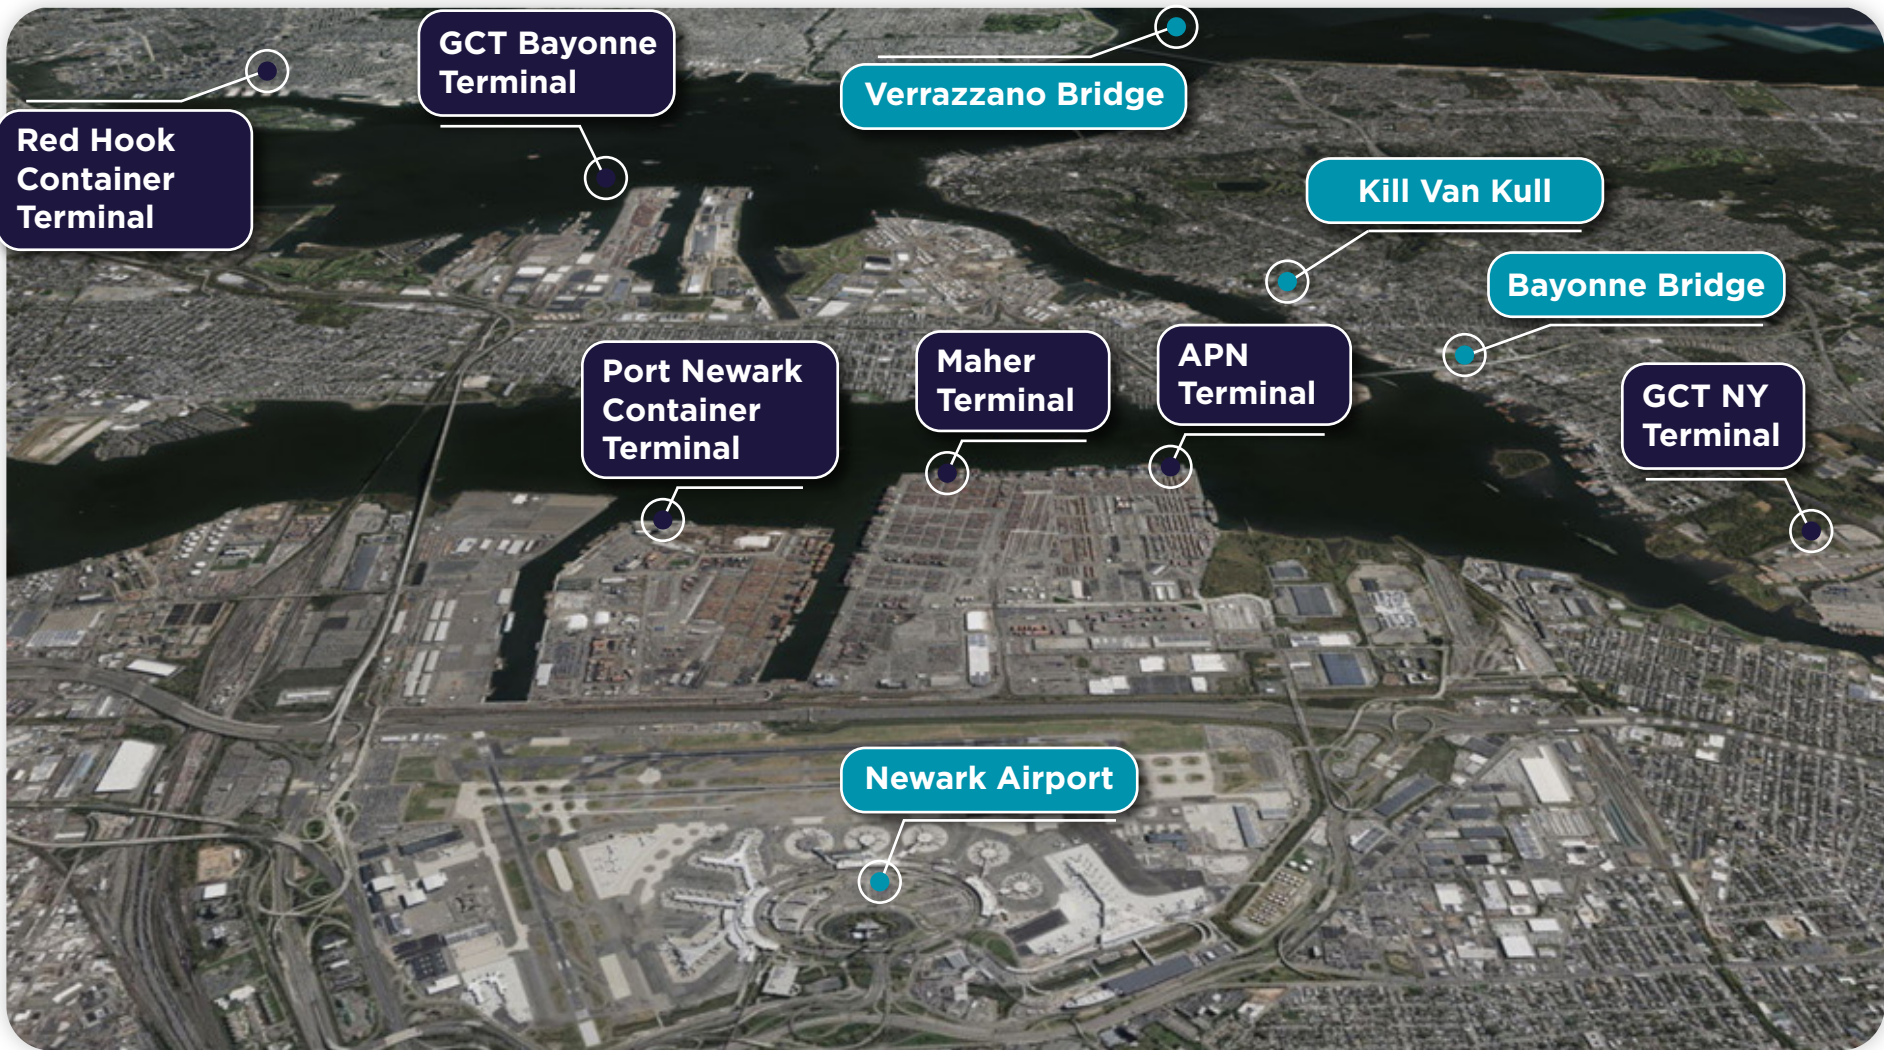 GCT Bayonne
Terminal
Verrazzano Bridge
Red Hook
Container
Terminal
Kill Van Kull
Bayonne Bridge
Port Newark
Container
Terminal
Maher
Terminal
APN
Terminal
GCT NY
Terminal
Newark Airport